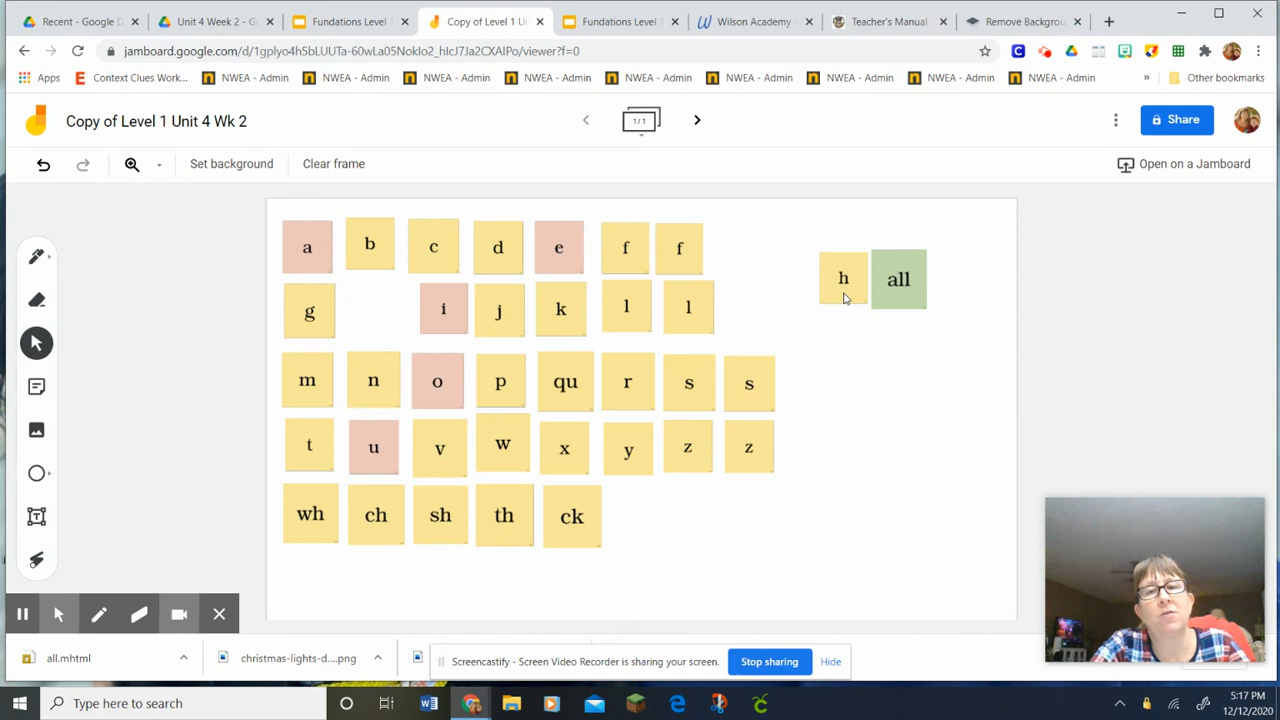 Recent - Google D
Unit 4 Week 2 - G
Fundations Level 1
Copy of Level 1 U
Fundations Level 1
Wilson Academy
Teacher's Manual
Remove Backgrou
jamboard.google.com/d/1gplyo4h5bLUUTa-60wLa05Noklo2_hIcJ7Ja2CXAIPo/viewer?f=0
Apps
Context Clues Work...
NWEA - Admin
NWEA - Admin
NWEA - Admin
NWEA - Admin
NWEA - Admin
NWEA - Admin
NWEA - Admin
NWEA - Admin
NWEA - Admin
»
Other bookmarks
Copy of Level 1 Unit 4 Wk 2
1/1
Share
Set background
Clear frame
Open on a Jamboard
a b c d e f f
h all
g i j k l l
m n o p qu r s s
t u v w x y z z
wh ch sh th ck
all.mhtml
christmas-lights-d....png
Screencastify - Screen Video Recorder is sharing your screen.
Stop sharing
Hide
Type here to search
5:17 PM
12/12/2020